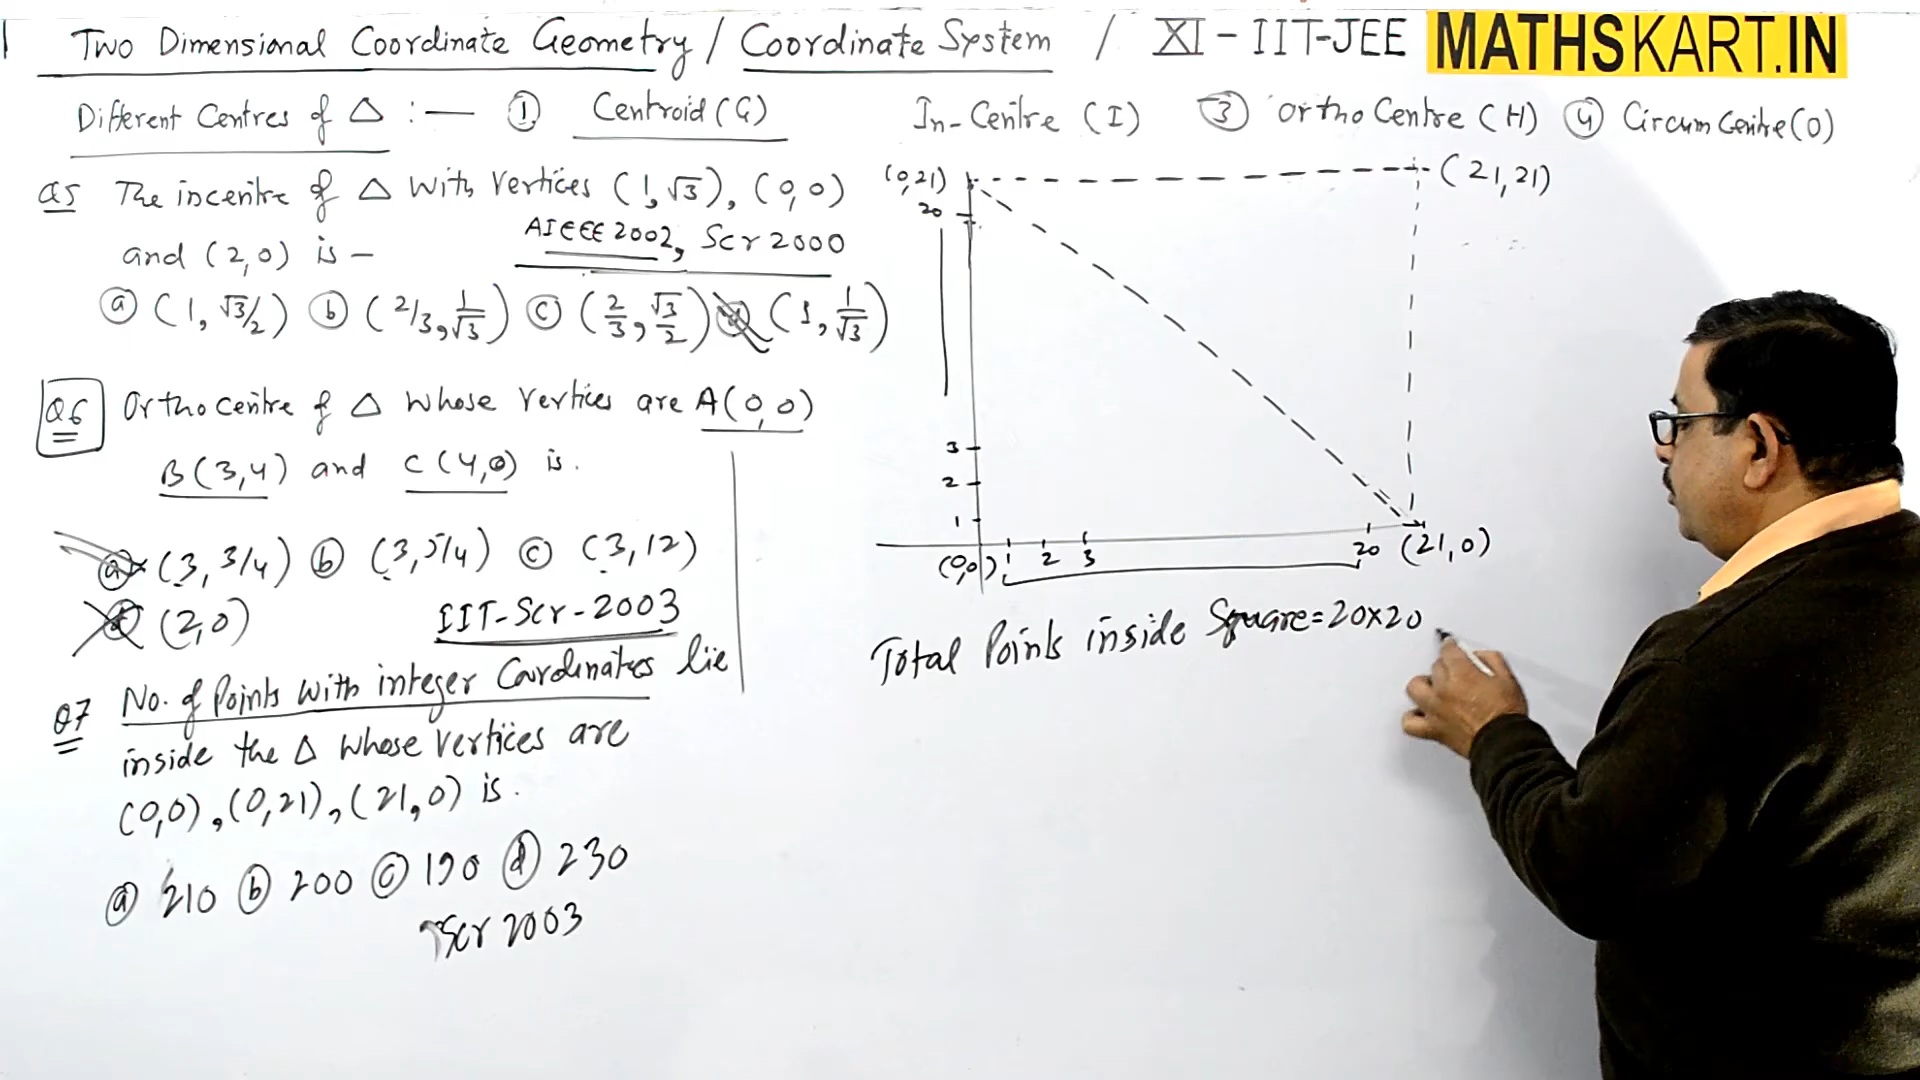 Two Dimensional Coordinate Geometry / Coordinate System / XI - IIT-JEE MATHSKART.IN
Different Centres of △ :— ① Centroid (G) In-Centre (I) ③ Ortho Centre (H) ④ Circum Centre (O)
Q5 The incentre of △ with vertices (1,√3), (0,0)
and (2,0) is –
AIEEE 2002, Scr 2000
ⓐ (1, √3/2) ⓑ (2/3, 1/√3) ⓒ (2/3, √3/2) ⓓ (1, 1/√3)
Q6 Ortho centre of △ whose vertices are A(0,0)
B(3,4) and C(4,0) is.
ⓐ (3, 3/4) ⓑ (3, 5/4) ⓒ (3,12)
ⓓ (2,0) IIT-Scr-2003
Q7 No. of Points with integer Coordinates lie
inside the △ whose vertices are
(0,0), (0,21), (21,0) is.
ⓐ 210 ⓑ 200 ⓒ 190 ⓓ 230
Scr 2003
(0,21) (21,21)
20
3
2
1
(0,0) 1 2 3 20 (21,0)
Total Points inside Square=20×20